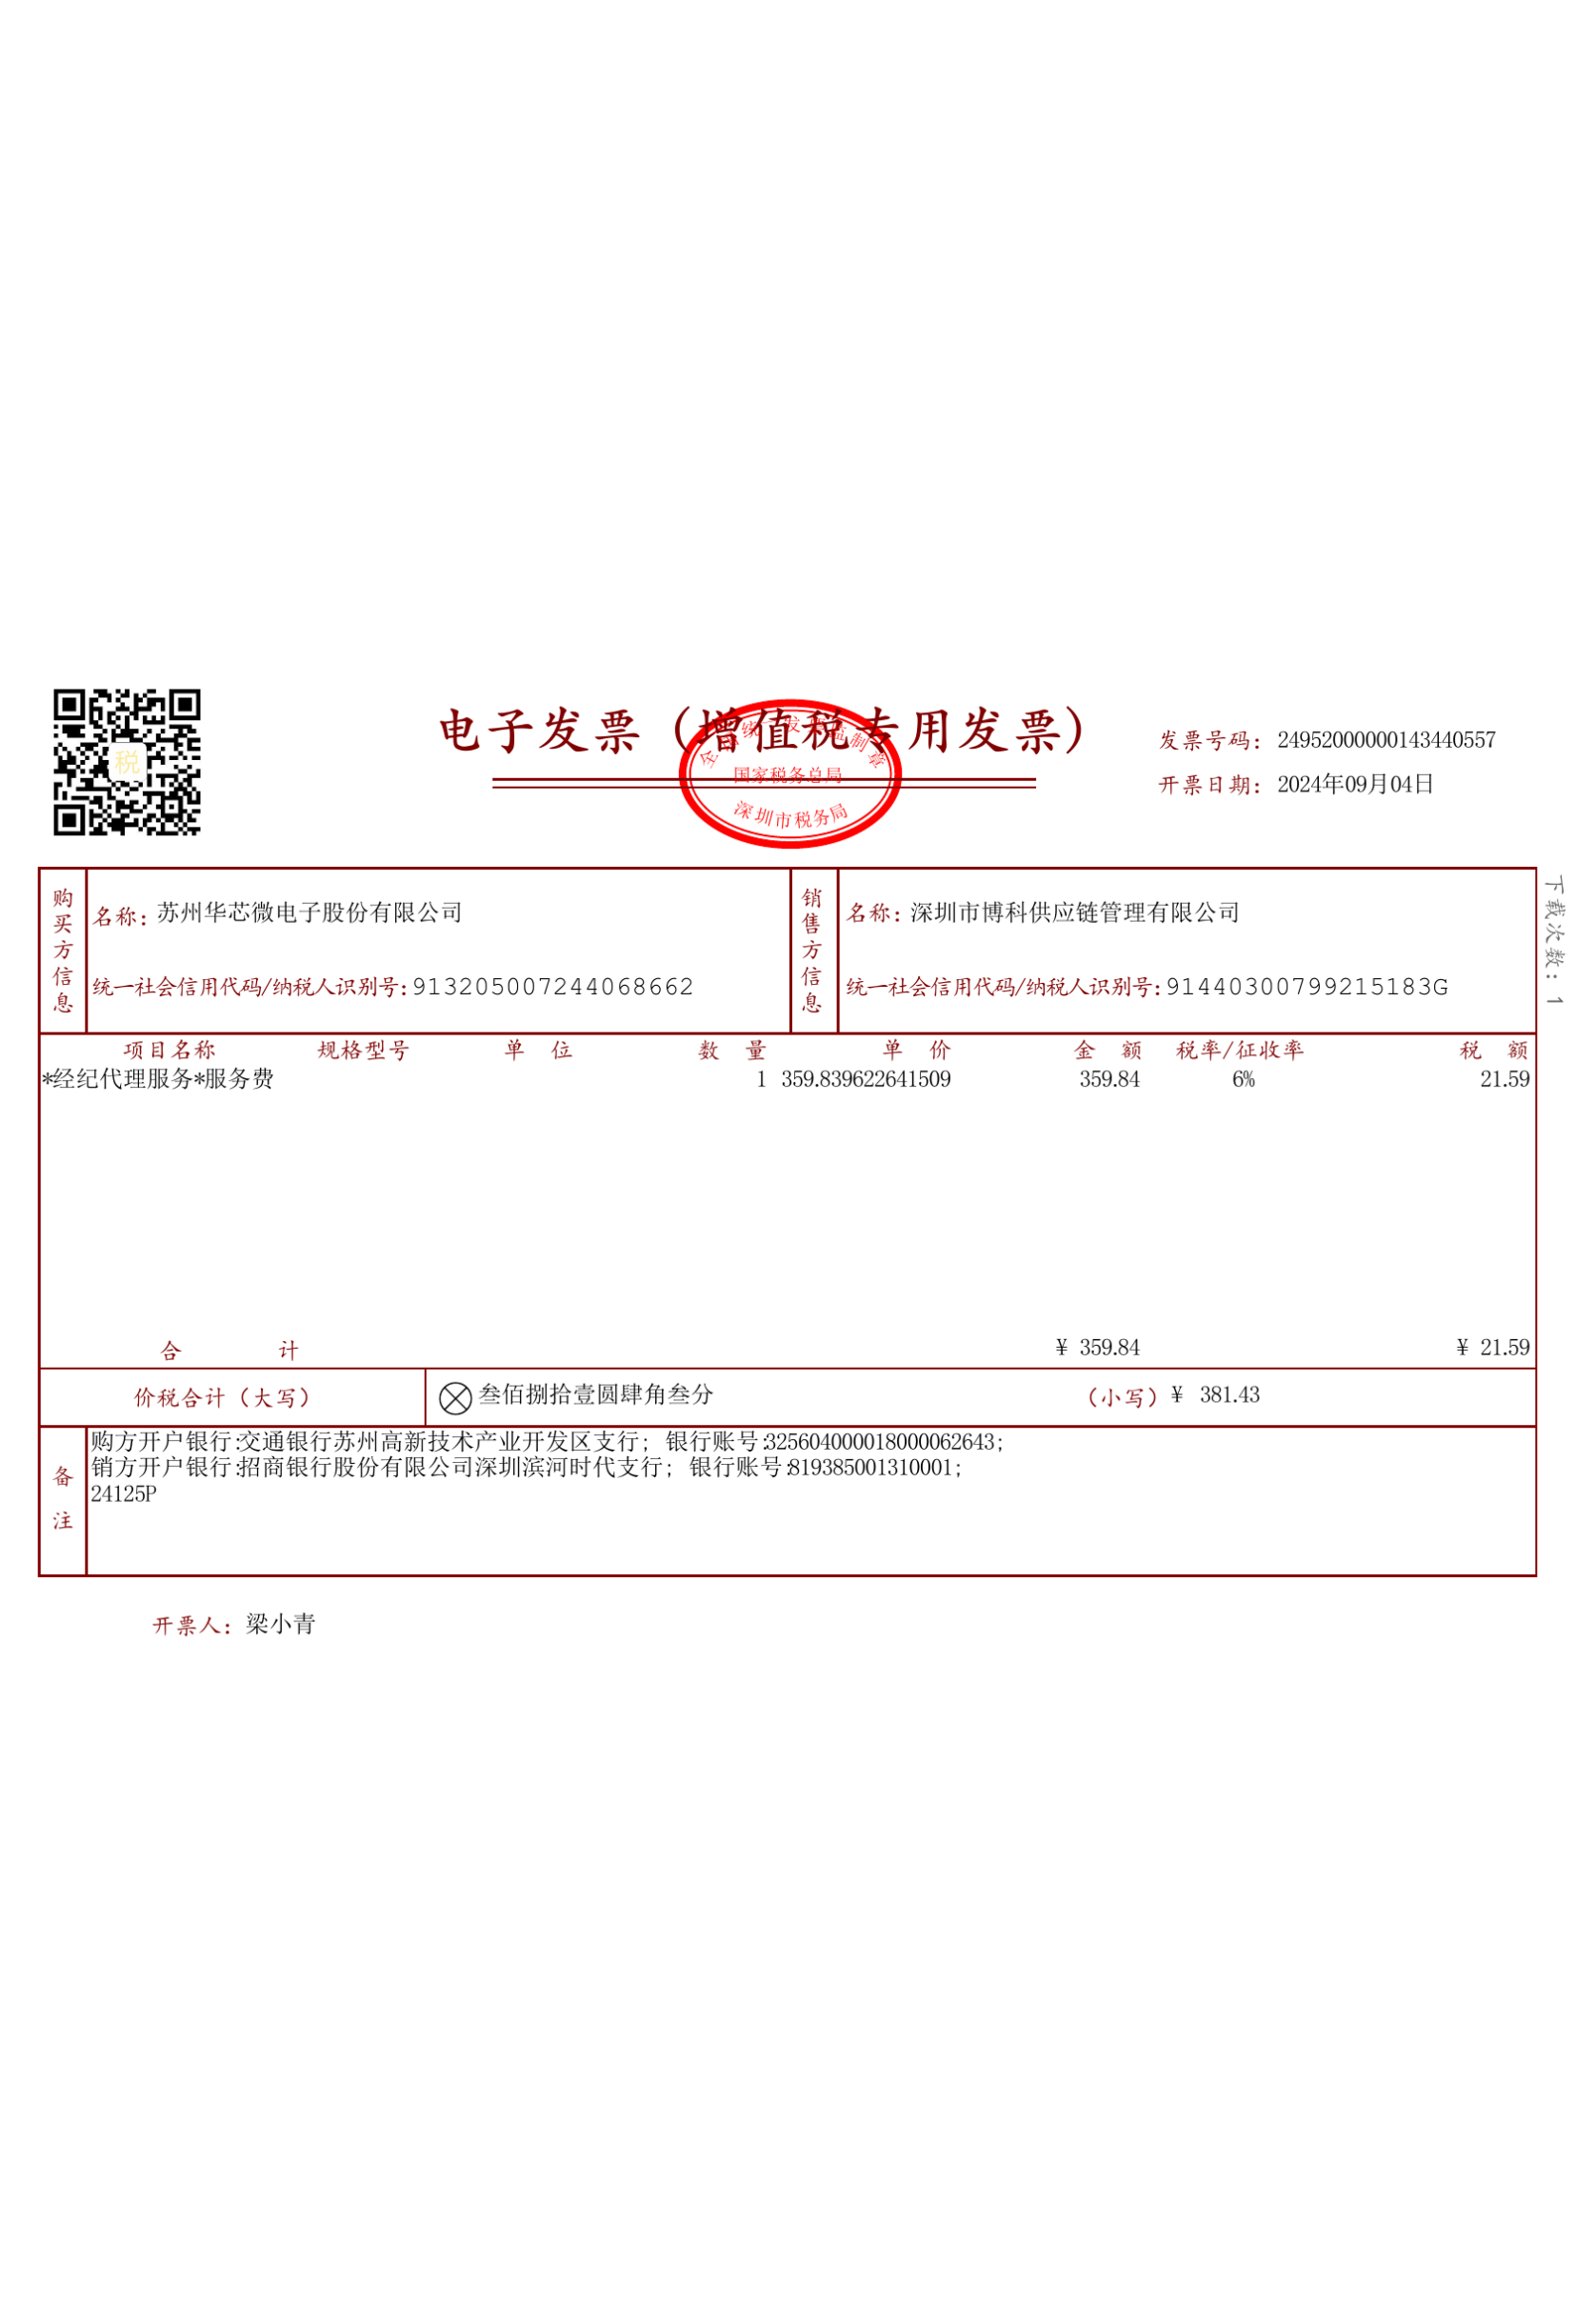 税
电子发票（增值税专用发票）
全国统一发票监制章
国家税务总局
深圳市税务局
发票号码：24952000000143440557
开票日期：2024年09月04日
下载次数：1
购买方信息
名称：苏州华芯微电子股份有限公司
统一社会信用代码/纳税人识别号：913205007244068662
销售方信息
名称：深圳市博科供应链管理有限公司
统一社会信用代码/纳税人识别号：91440300799215183G
项目名称 规格型号 单 位 数 量 单 价 金 额 税率/征收率 税 额
*经纪代理服务*服务费 1 359.839622641509 359.84 6% 21.59
合 计 ¥ 359.84 ¥ 21.59
价税合计（大写） 叁佰捌拾壹圆肆角叁分 （小写）¥ 381.43
备注
购方开户银行:交通银行苏州高新技术产业开发区支行; 银行账号:325604000018000062643;
销方开户银行:招商银行股份有限公司深圳滨河时代支行; 银行账号:819385001310001;
24125P
开票人：梁小青